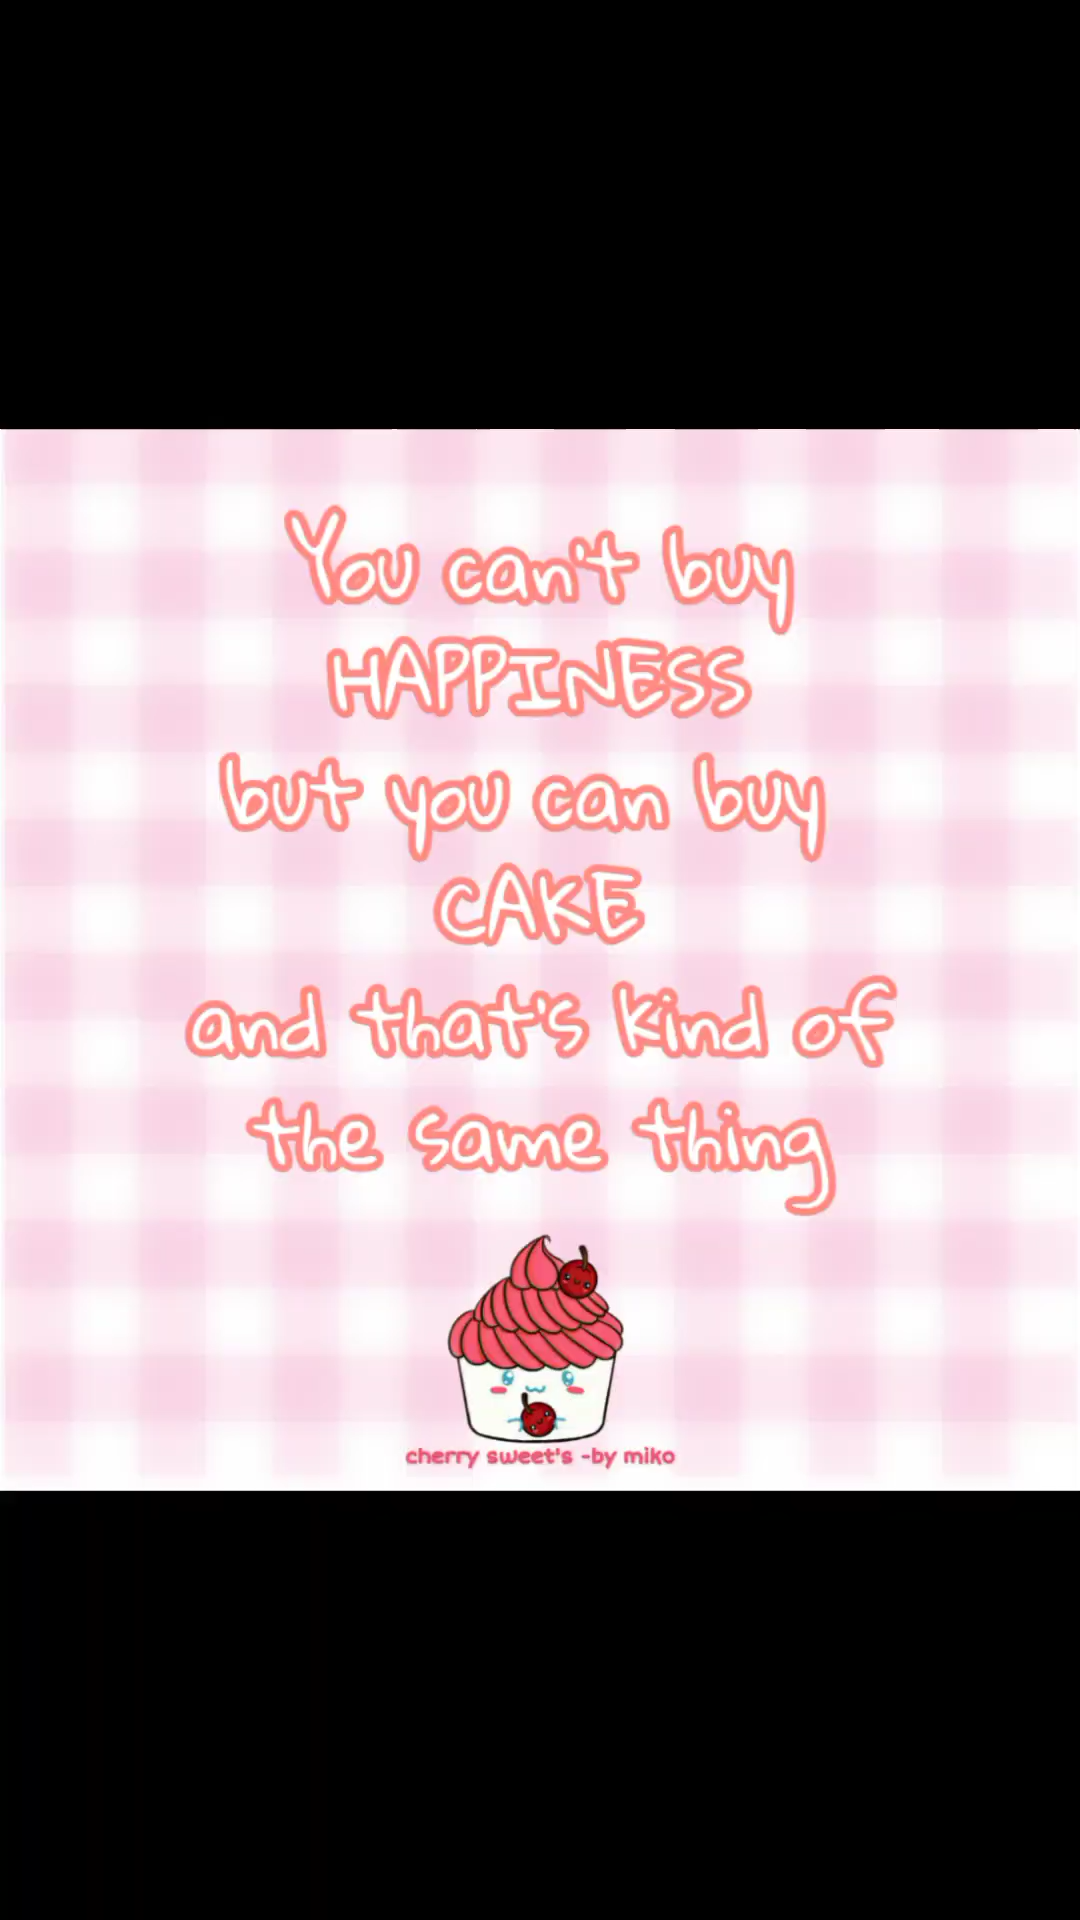 You can't buy
HAPPINESS
but you can buy
CAKE
and that's kind of
the same thing
cherry sweet's -by miko